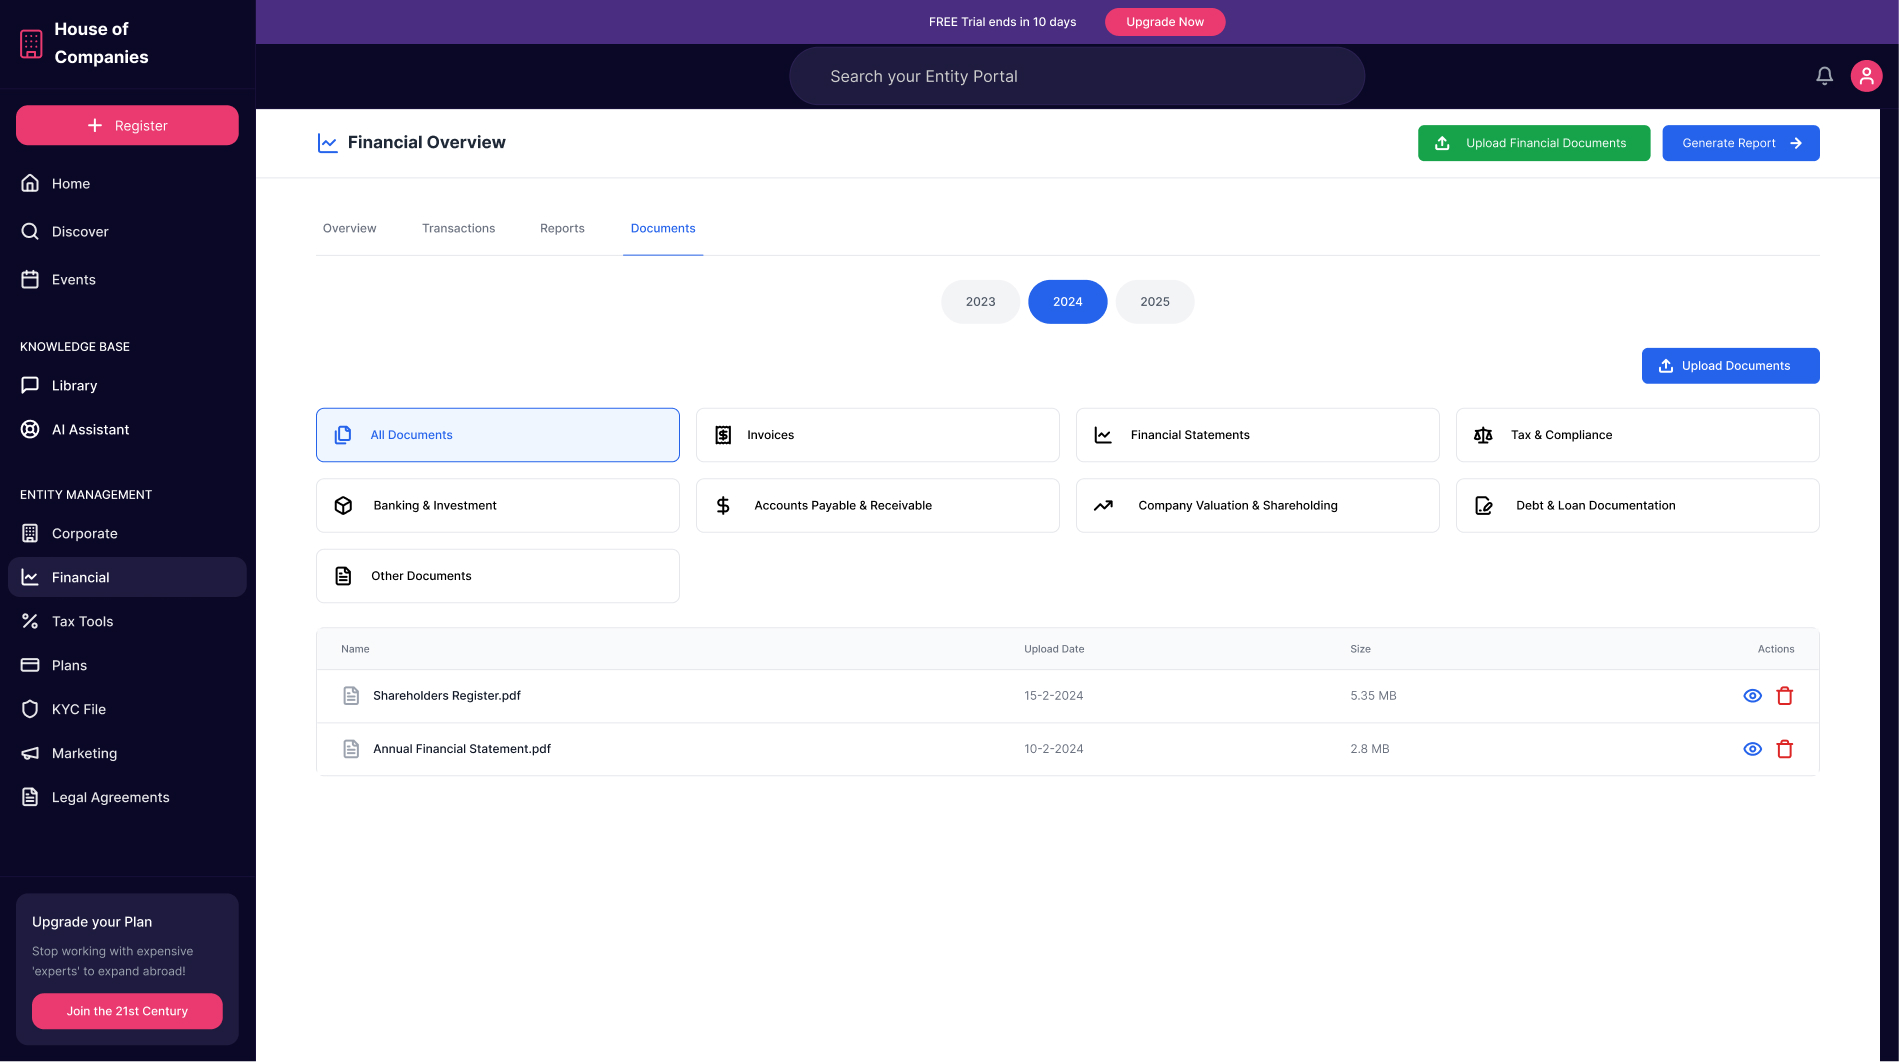 House of
Companies
FREE Trial ends in 10 days
Upgrade Now
Search your Entity Portal
Register
Home
Discover
Events
KNOWLEDGE BASE
Library
AI Assistant
ENTITY MANAGEMENT
Corporate
Financial
Tax Tools
Plans
KYC File
Marketing
Legal Agreements
Upgrade your Plan
Stop working with expensive
'experts' to expand abroad!
Join the 21st Century
Financial Overview
Upload Financial Documents
Generate Report
Overview Transactions Reports Documents
2023 2024 2025
Upload Documents
All Documents Invoices Financial Statements Tax & Compliance
Banking & Investment Accounts Payable & Receivable Company Valuation & Shareholding Debt & Loan Documentation
Other Documents
Name Upload Date Size Actions
Shareholders Register.pdf 15-2-2024 5.35 MB
Annual Financial Statement.pdf 10-2-2024 2.8 MB